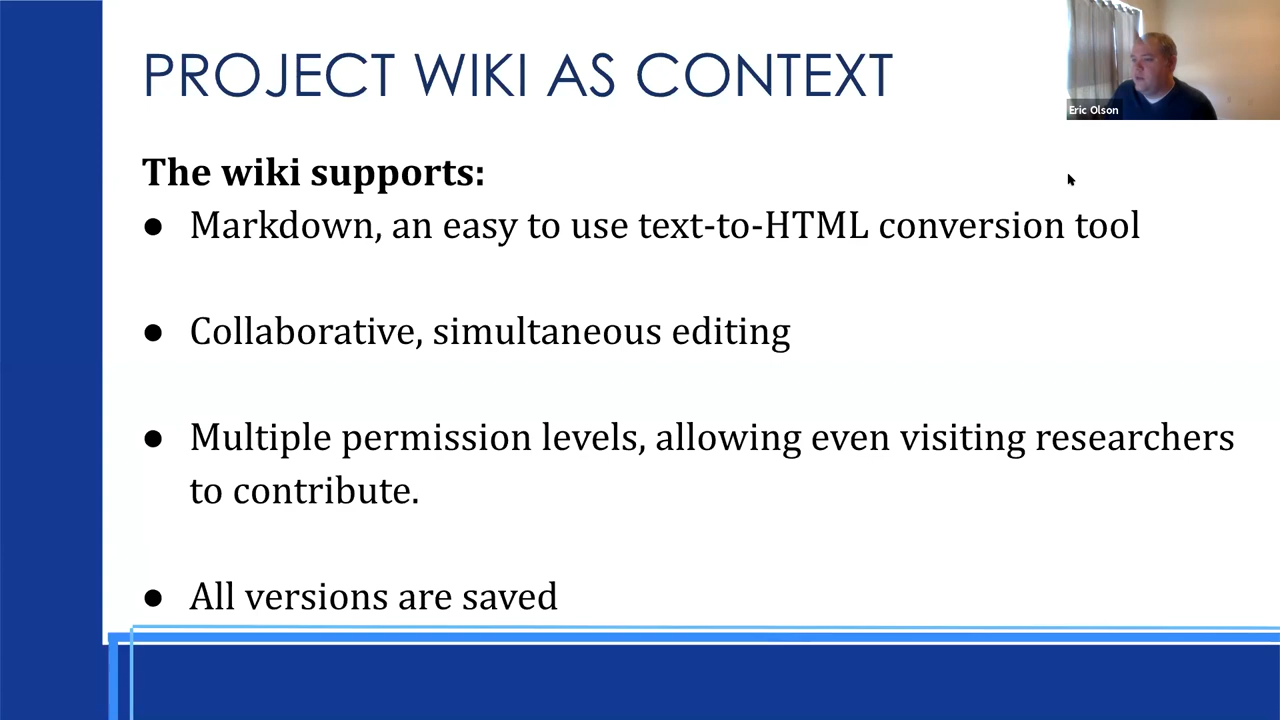 PROJECT WIKI AS CONTEXT
Eric Olson
The wiki supports:
● Markdown, an easy to use text-to-HTML conversion tool
● Collaborative, simultaneous editing
● Multiple permission levels, allowing even visiting researchers
to contribute.
● All versions are saved